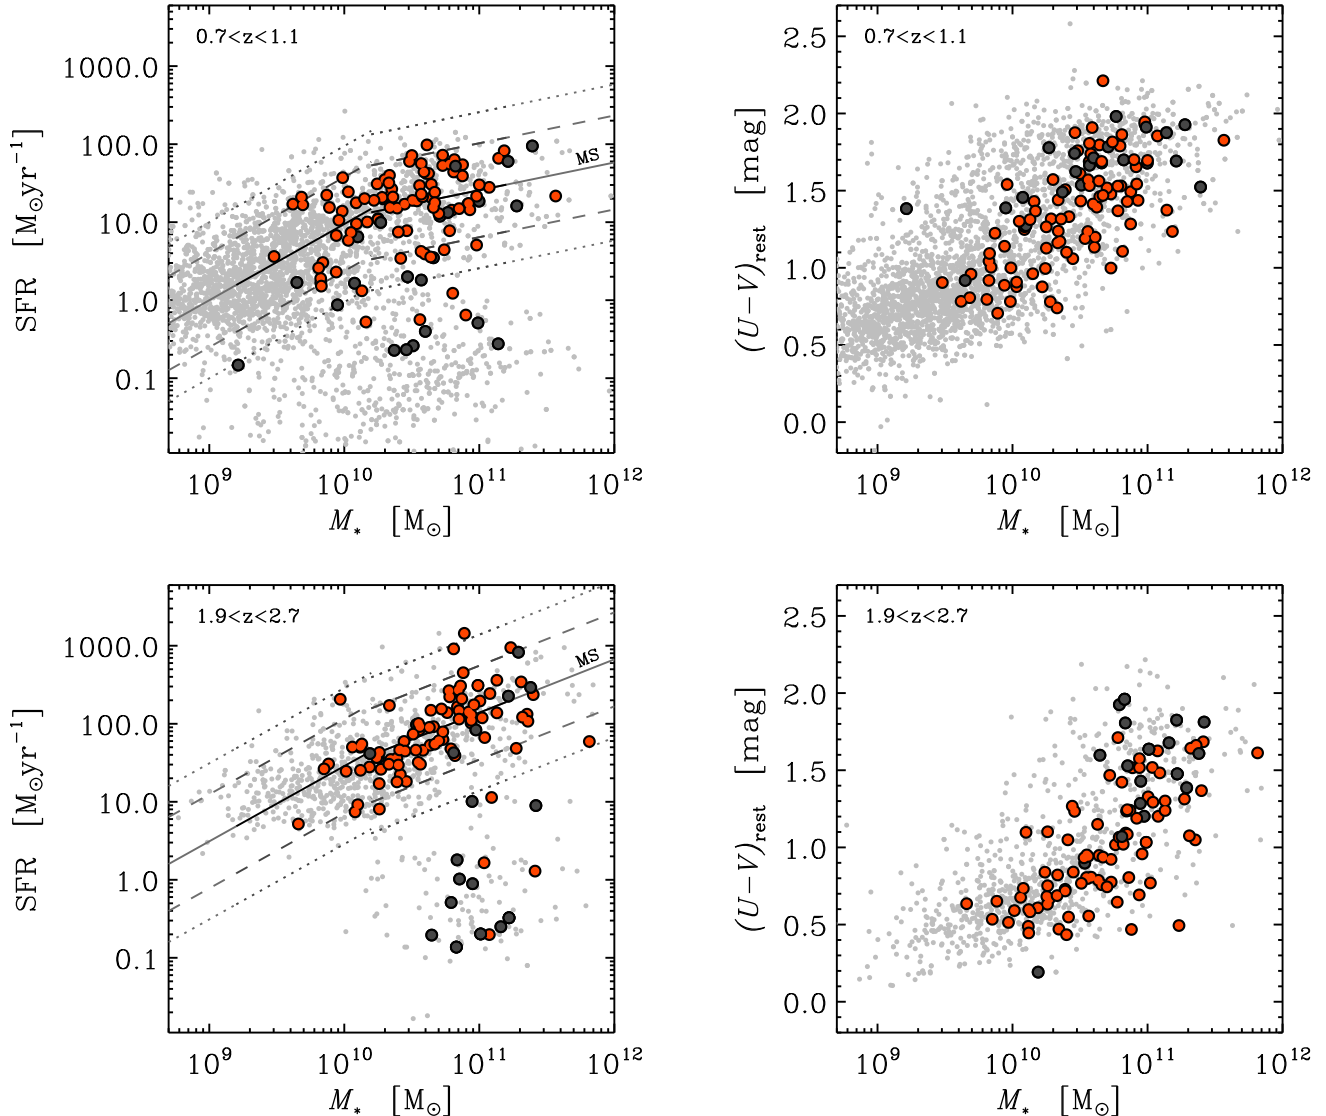 0.7<z<1.1
1000.0
100.0
10.0
1.0
0.1
SFR [M⊙yr⁻¹]
MS
10⁹ 10¹⁰ 10¹¹ 10¹²
M* [M⊙]
0.7<z<1.1
2.5
2.0
1.5
1.0
0.5
0.0
(U−V)rest [mag]
10⁹ 10¹⁰ 10¹¹ 10¹²
M* [M⊙]
1.9<z<2.7
1000.0
100.0
10.0
1.0
0.1
SFR [M⊙yr⁻¹]
MS
10⁹ 10¹⁰ 10¹¹ 10¹²
M* [M⊙]
1.9<z<2.7
2.5
2.0
1.5
1.0
0.5
0.0
(U−V)rest [mag]
10⁹ 10¹⁰ 10¹¹ 10¹²
M* [M⊙]